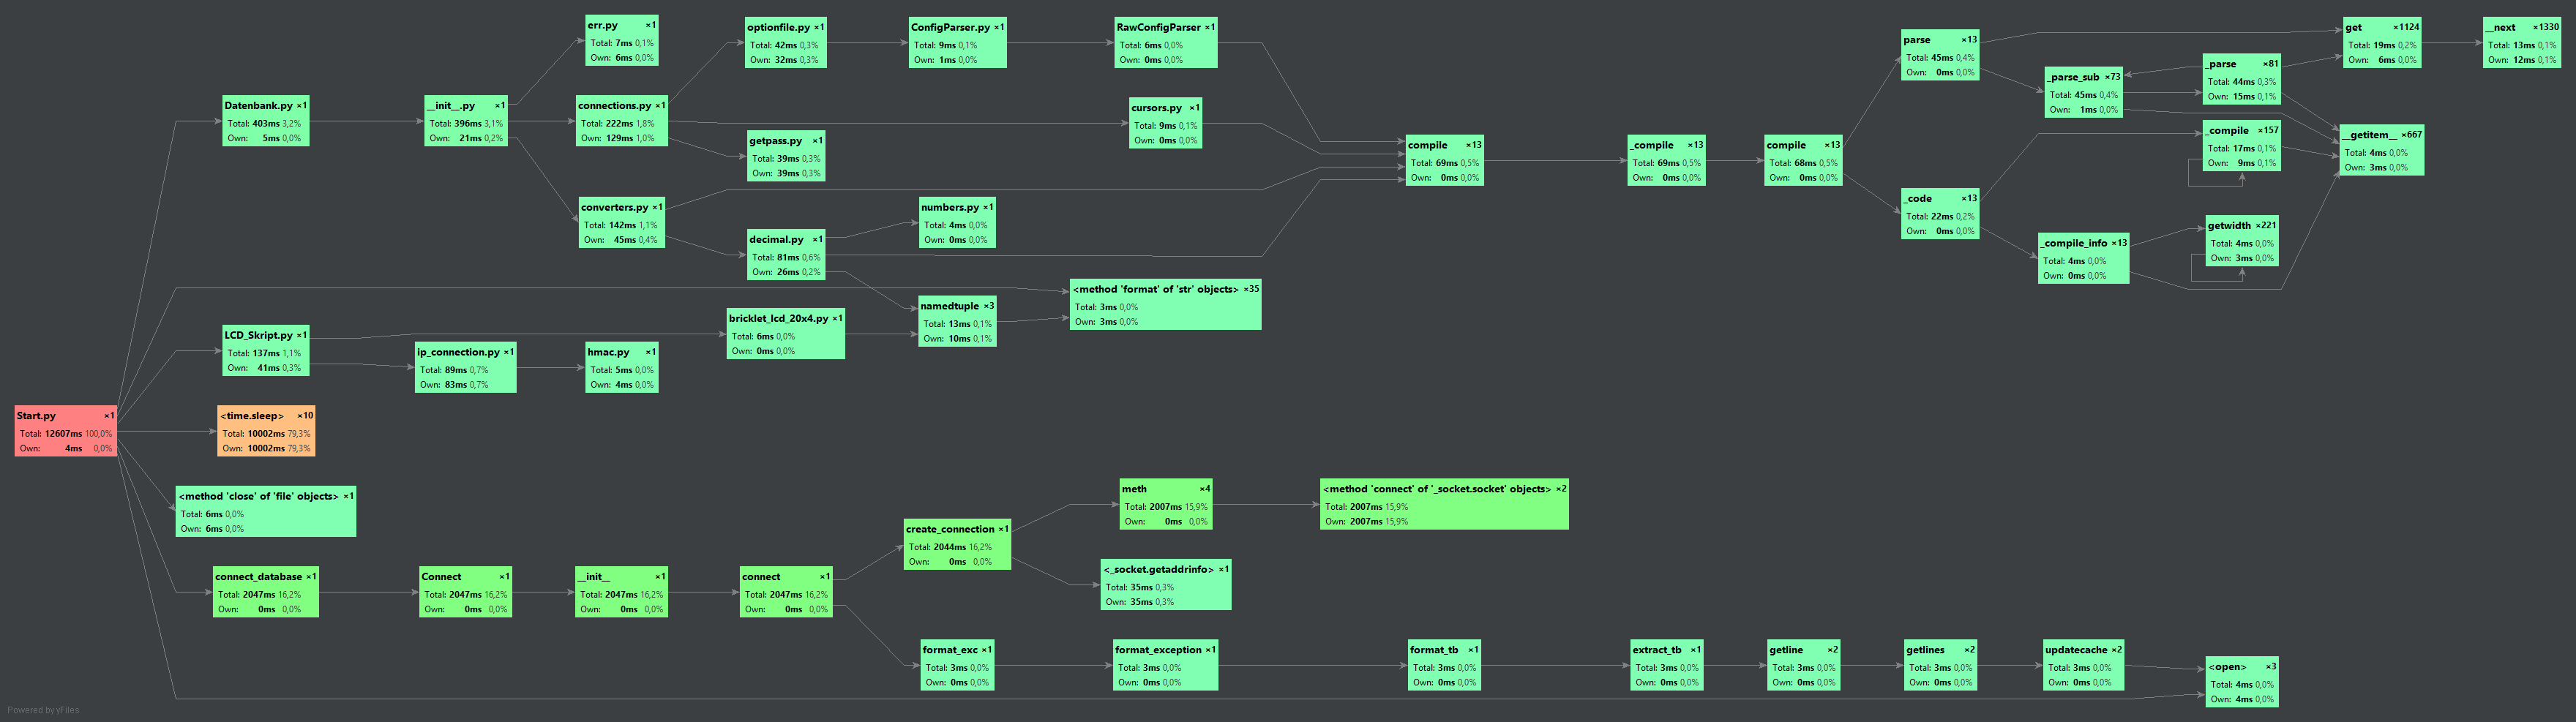 err.py ×1
Total: 7ms 0,1%
Own: 6ms 0,0%
optionfile.py ×1
Total: 42ms 0,3%
Own: 32ms 0,3%
ConfigParser.py ×1
Total: 9ms 0,1%
Own: 1ms 0,0%
RawConfigParser ×1
Total: 6ms 0,0%
Own: 0ms 0,0%
parse ×13
Total: 45ms 0,4%
Own: 0ms 0,0%
get ×1124
Total: 19ms 0,2%
Own: 6ms 0,0%
__next ×1330
Total: 13ms 0,1%
Own: 12ms 0,1%
_parse_sub ×73
Total: 45ms 0,4%
Own: 1ms 0,0%
_parse ×81
Total: 44ms 0,3%
Own: 15ms 0,1%
Datenbank.py ×1
Total: 403ms 3,2%
Own: 5ms 0,0%
__init__.py ×1
Total: 396ms 3,1%
Own: 21ms 0,2%
connections.py ×1
Total: 222ms 1,8%
Own: 129ms 1,0%
cursors.py ×1
Total: 9ms 0,1%
Own: 0ms 0,0%
getpass.py ×1
Total: 39ms 0,3%
Own: 39ms 0,3%
compile ×13
Total: 69ms 0,5%
Own: 0ms 0,0%
_compile ×13
Total: 69ms 0,5%
Own: 0ms 0,0%
compile ×13
Total: 68ms 0,5%
Own: 0ms 0,0%
_compile ×157
Total: 17ms 0,1%
Own: 9ms 0,1%
__getitem__ ×667
Total: 4ms 0,0%
Own: 3ms 0,0%
converters.py ×1
Total: 142ms 1,1%
Own: 45ms 0,4%
numbers.py ×1
Total: 4ms 0,0%
Own: 0ms 0,0%
_code ×13
Total: 22ms 0,2%
Own: 0ms 0,0%
decimal.py ×1
Total: 81ms 0,6%
Own: 26ms 0,2%
_compile_info ×13
Total: 4ms 0,0%
Own: 0ms 0,0%
getwidth ×221
Total: 4ms 0,0%
Own: 3ms 0,0%
<method 'format' of 'str' objects> ×35
Total: 3ms 0,0%
Own: 3ms 0,0%
namedtuple ×3
Total: 13ms 0,1%
Own: 10ms 0,1%
bricklet_lcd_20x4.py ×1
Total: 6ms 0,0%
Own: 0ms 0,0%
LCD_Skript.py ×1
Total: 137ms 1,1%
Own: 41ms 0,3%
ip_connection.py ×1
Total: 89ms 0,7%
Own: 83ms 0,7%
hmac.py ×1
Total: 5ms 0,0%
Own: 4ms 0,0%
Start.py ×1
Total: 12607ms 100,0%
Own: 4ms 0,0%
<time.sleep> ×10
Total: 10002ms 79,3%
Own: 10002ms 79,3%
<method 'close' of 'file' objects> ×1
Total: 6ms 0,0%
Own: 6ms 0,0%
meth ×4
Total: 2007ms 15,9%
Own: 0ms 0,0%
<method 'connect' of '_socket.socket' objects> ×2
Total: 2007ms 15,9%
Own: 2007ms 15,9%
create_connection ×1
Total: 2044ms 16,2%
Own: 0ms 0,0%
<_socket.getaddrinfo> ×1
Total: 35ms 0,3%
Own: 35ms 0,3%
connect_database ×1
Total: 2047ms 16,2%
Own: 0ms 0,0%
Connect ×1
Total: 2047ms 16,2%
Own: 0ms 0,0%
__init__ ×1
Total: 2047ms 16,2%
Own: 0ms 0,0%
connect ×1
Total: 2047ms 16,2%
Own: 0ms 0,0%
format_exc ×1
Total: 3ms 0,0%
Own: 0ms 0,0%
format_exception ×1
Total: 3ms 0,0%
Own: 0ms 0,0%
format_tb ×1
Total: 3ms 0,0%
Own: 0ms 0,0%
extract_tb ×1
Total: 3ms 0,0%
Own: 0ms 0,0%
getline ×2
Total: 3ms 0,0%
Own: 0ms 0,0%
getlines ×2
Total: 3ms 0,0%
Own: 0ms 0,0%
updatecache ×2
Total: 3ms 0,0%
Own: 0ms 0,0%
<open> ×3
Total: 4ms 0,0%
Own: 4ms 0,0%
Powered by yFiles